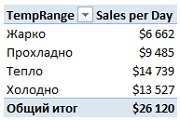 TempRange Sales per Day
Жарко $6 662
Прохладно $9 485
Тепло $14 739
Холодно $13 527
Общий итог $26 120